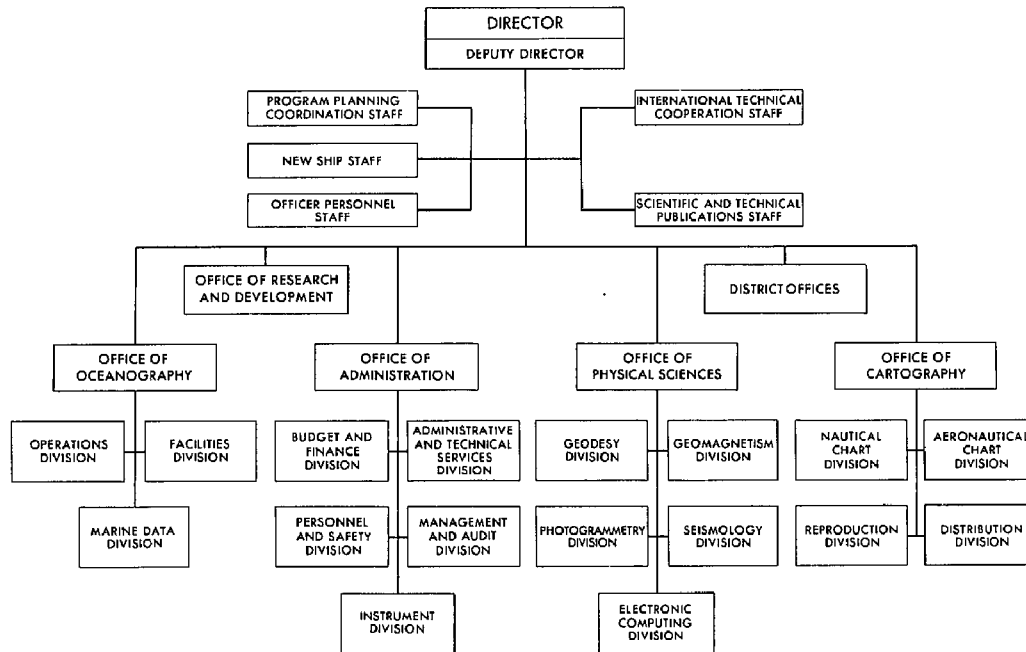 DIRECTOR
DEPUTY DIRECTOR
PROGRAM PLANNING
COORDINATION STAFF
INTERNATIONAL TECHNICAL
COOPERATION STAFF
NEW SHIP STAFF
OFFICER PERSONNEL
STAFF
SCIENTIFIC AND TECHNICAL
PUBLICATIONS STAFF
OFFICE OF RESEARCH
AND DEVELOPMENT
DISTRICT OFFICES
OFFICE OF
OCEANOGRAPHY
OFFICE OF
ADMINISTRATION
OFFICE OF
PHYSICAL SCIENCES
OFFICE OF
CARTOGRAPHY
OPERATIONS
DIVISION
FACILITIES
DIVISION
BUDGET AND
FINANCE
DIVISION
ADMINISTRATIVE
AND TECHNICAL
SERVICES
DIVISION
GEODESY
DIVISION
GEOMAGNETISM
DIVISION
NAUTICAL
CHART
DIVISION
AERONAUTICAL
CHART
DIVISION
MARINE DATA
DIVISION
PERSONNEL
AND SAFETY
DIVISION
MANAGEMENT
AND AUDIT
DIVISION
PHOTOGRAMMETRY
DIVISION
SEISMOLOGY
DIVISION
REPRODUCTION
DIVISION
DISTRIBUTION
DIVISION
INSTRUMENT
DIVISION
ELECTRONIC
COMPUTING
DIVISION